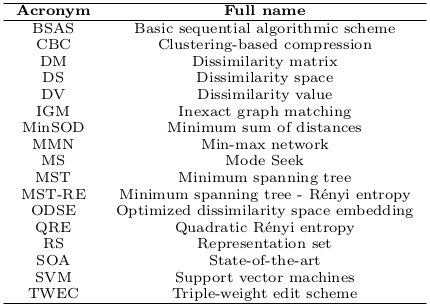 Acronym Full name
BSAS Basic sequential algorithmic scheme
CBC Clustering-based compression
DM Dissimilarity matrix
DS Dissimilarity space
DV Dissimilarity value
IGM Inexact graph matching
MinSOD Minimum sum of distances
MMN Min-max network
MS Mode Seek
MST Minimum spanning tree
MST-RE Minimum spanning tree - Rényi entropy
ODSE Optimized dissimilarity space embedding
QRE Quadratic Rényi entropy
RS Representation set
SOA State-of-the-art
SVM Support vector machines
TWEC Triple-weight edit scheme